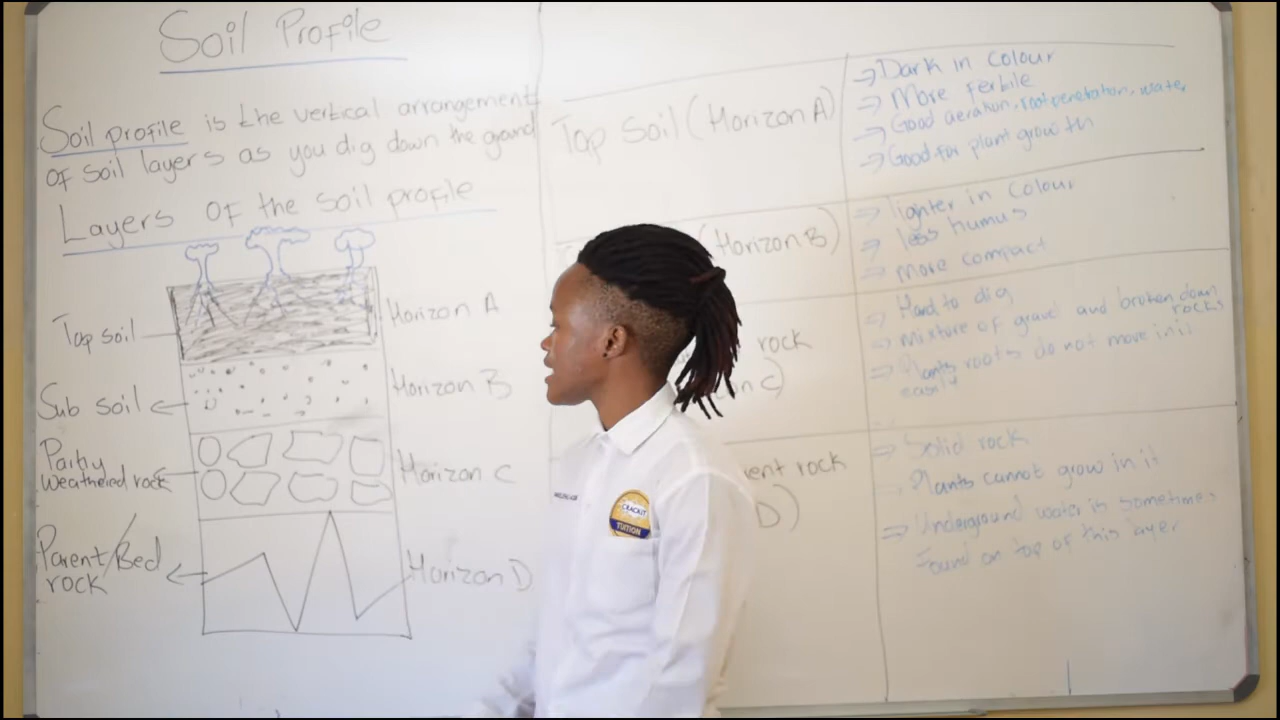 Soil Profile
Soil profile is the vertical arrangement
of soil layers as you dig down the ground
Layers of the soil profile
Top soil
Horizon A
Sub soil
Horizon B
Partly
Weathered rock
Horizon C
Parent/Bed
rock
Horizon D
Top Soil (Horizon A)
⇒ Dark in colour
⇒ More fertile
⇒ Good aeration, root penetration, water
⇒ Good for plant growth
(Horizon B)
⇒ lighter in colour
⇒ less humus
⇒ More compact
rock
C)
⇒ Hard to dig
⇒ mixture of gravel and broken down
rocks
⇒ Plants roots do not move in it
easily
rock
D)
⇒ Solid rock
Plants cannot grow in it
⇒ Underground water is sometimes
Found on top of this layer
CRACKIT
TUITION